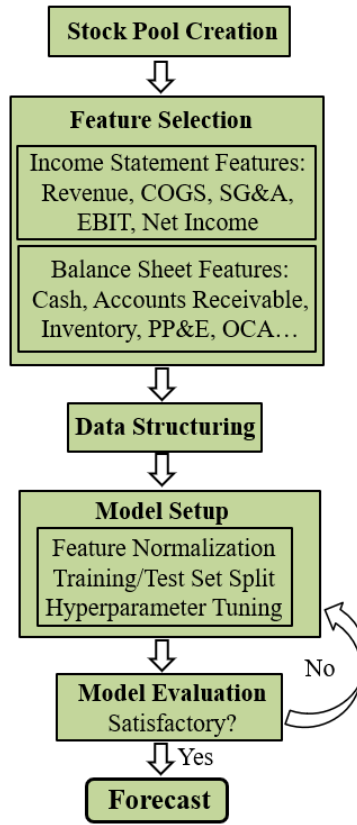 Stock Pool Creation
Feature Selection
Income Statement Features:
Revenue, COGS, SG&A,
EBIT, Net Income
Balance Sheet Features:
Cash, Accounts Receivable,
Inventory, PP&E, OCA…
Data Structuring
Model Setup
Feature Normalization
Training/Test Set Split
Hyperparameter Tuning
No
Model Evaluation
Satisfactory?
Yes
Forecast